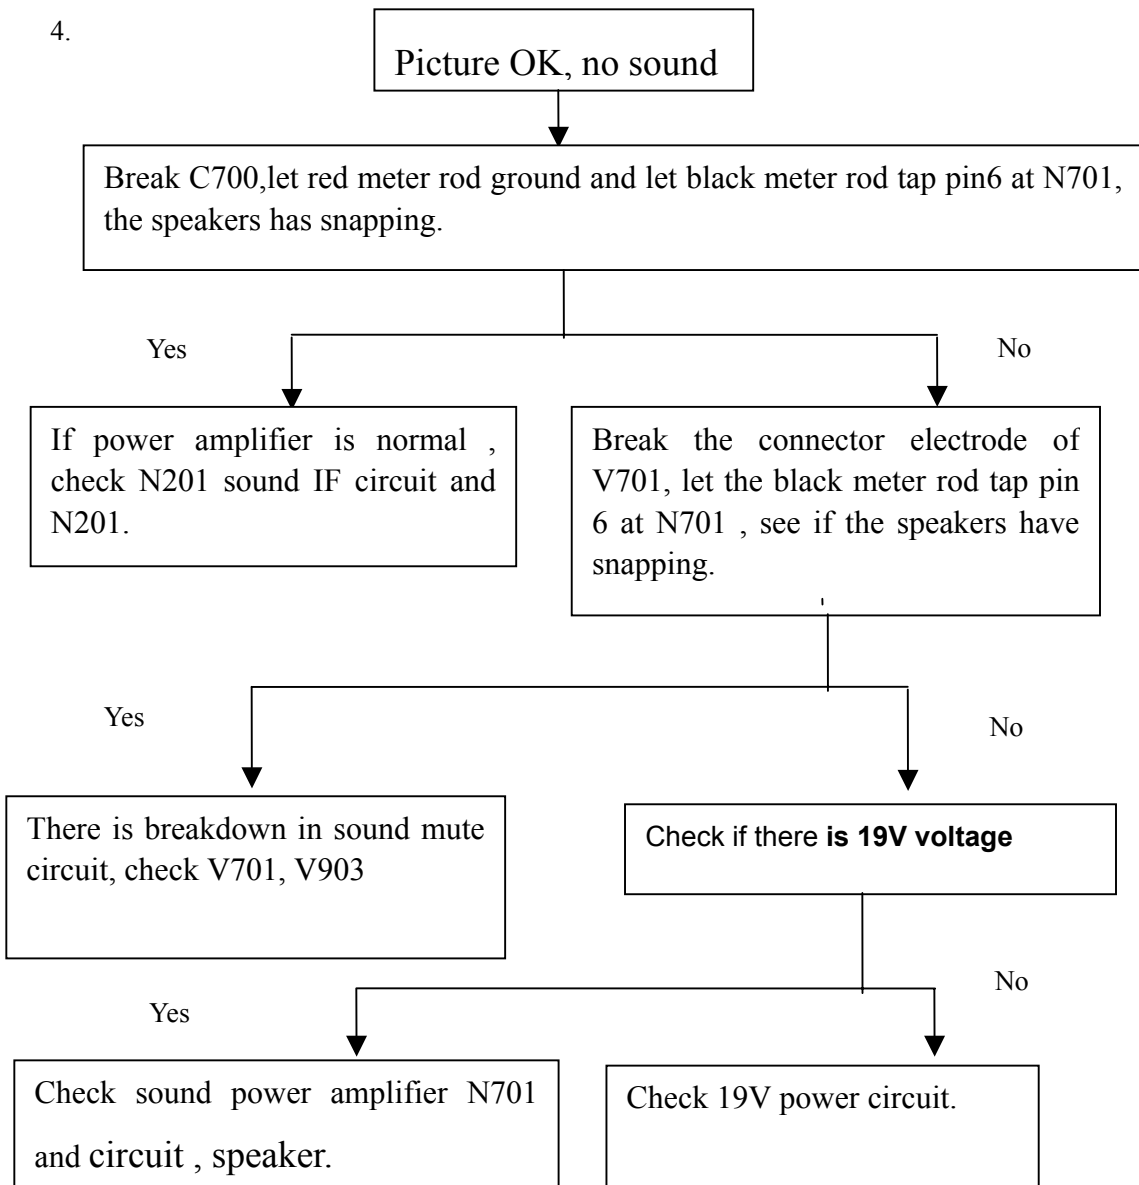 4.
Picture OK, no sound
Break C700,let red meter rod ground and let black meter rod tap pin6 at N701,
the speakers has snapping.
Yes
No
If power amplifier is normal ,
check N201 sound IF circuit and
N201.
Break the connector electrode of
V701, let the black meter rod tap pin
6 at N701 , see if the speakers have
snapping.
Yes
No
There is breakdown in sound mute
circuit, check V701, V903
Check if there is 19V voltage
Yes
No
Check sound power amplifier N701
and circuit , speaker.
Check 19V power circuit.